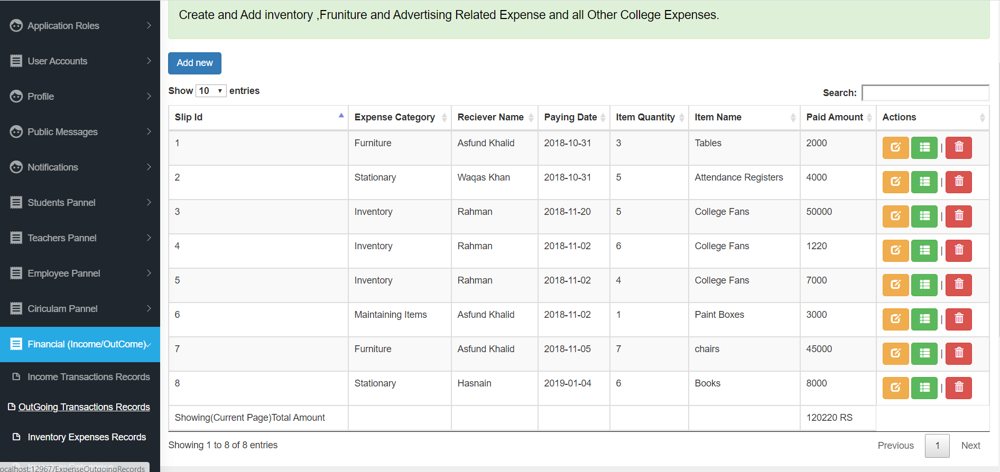 Application Roles
User Accounts
Profile
Public Messages
Notifications
Students Pannel
Teachers Pannel
Employee Pannel
Ciriculam Pannel
Financial (Income/OutCome)
Income Transactions Records
OutGoing Transactions Records
Inventory Expenses Records
ocalhost:12967/ExpenseOutgoingRecords
Create and Add inventory ,Fruniture and Advertising Related Expense and all Other College Expenses.
Add new
Show 10 entries
Search:
Slip Id Expense Category Reciever Name Paying Date Item Quantity Item Name Paid Amount Actions
1 Furniture Asfund Khalid 2018-10-31 3 Tables 2000 |
2 Stationary Waqas Khan 2018-10-31 5 Attendance Registers 4000 |
3 Inventory Rahman 2018-11-20 5 College Fans 50000 |
4 Inventory Rahman 2018-11-02 6 College Fans 1220 |
5 Inventory Rahman 2018-11-02 4 College Fans 7000 |
6 Maintaining Items Asfund Khalid 2018-11-02 1 Paint Boxes 3000 |
7 Furniture Asfund Khalid 2018-11-05 7 chairs 45000 |
8 Stationary Hasnain 2019-01-04 6 Books 8000 |
Showing(Current Page)Total Amount 120220 RS
Showing 1 to 8 of 8 entries
Previous 1 Next